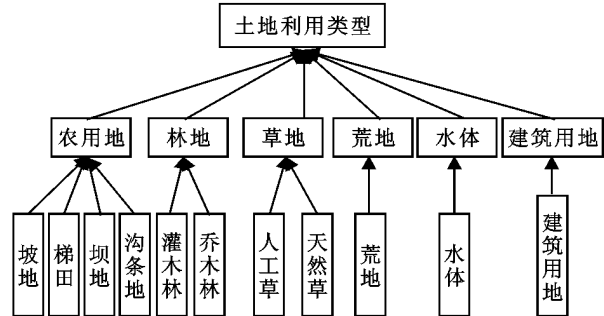 土地利用类型
农用地 林地 草地 荒地 水体 建筑用地
坡地 梯田 坝地 沟条地 灌木林 乔木林 人工草 天然草 荒地 水体 建筑用地